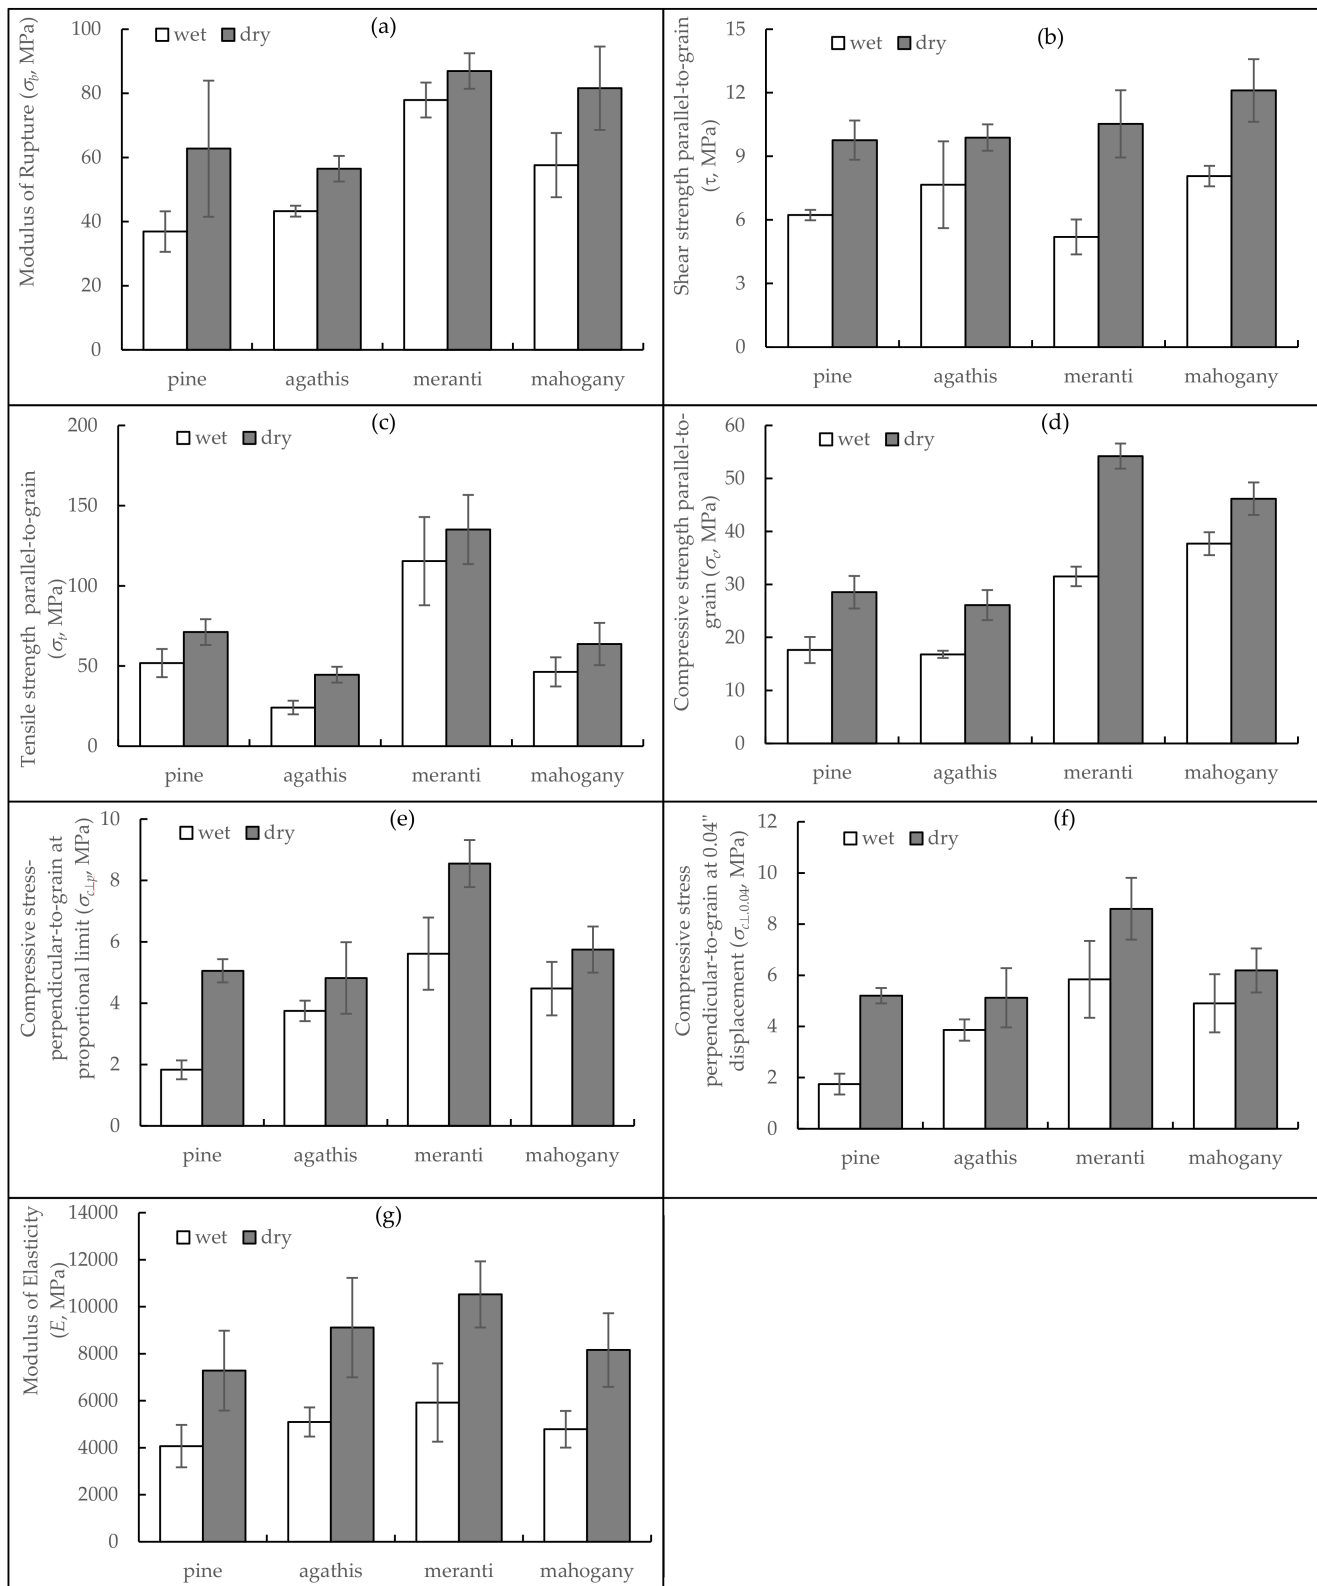 (a)
wet dry
Modulus of Rupture (σb, MPa)
100
80
60
40
20
0
pine agathis meranti mahogany
(b)
wet dry
Shear strength parallel-to-grain
(τ, MPa)
15
12
9
6
3
0
pine agathis meranti mahogany
(c)
wet dry
Tensile strength parallel-to-grain
(σt, MPa)
200
150
100
50
0
pine agathis meranti mahogany
(d)
wet dry
Compressive strength parallel-to-
grain (σc, MPa)
60
50
40
30
20
10
0
pine agathis meranti mahogany
(e)
wet dry
Compressive stress-
perpendicular-to-grain at
proportional limit (σc⊥p, MPa)
10
8
6
4
2
0
pine agathis meranti mahogany
(f)
wet dry
Compressive stress
perpendicular-to-grain at 0.04"
displacement (σc⊥0.04, MPa)
12
10
8
6
4
2
0
pine agathis meranti mahogany
(g)
wet dry
Modulus of Elasticity
(E, MPa)
14000
12000
10000
8000
6000
4000
2000
0
pine agathis meranti mahogany